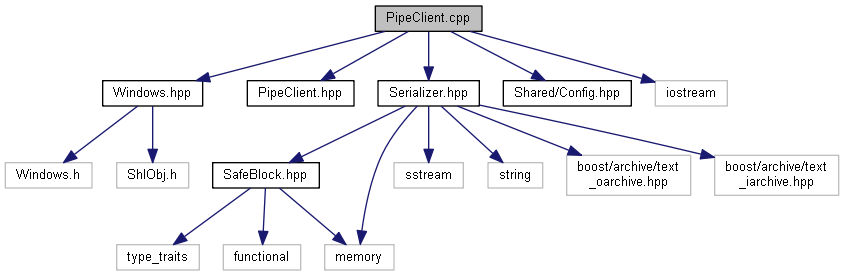 PipeClient.cpp
Windows.hpp
PipeClient.hpp
Serializer.hpp
Shared/Config.hpp
iostream
Windows.h
ShlObj.h
SafeBlock.hpp
sstream
string
boost/archive/text
_oarchive.hpp
boost/archive/text
_iarchive.hpp
type_traits
functional
memory